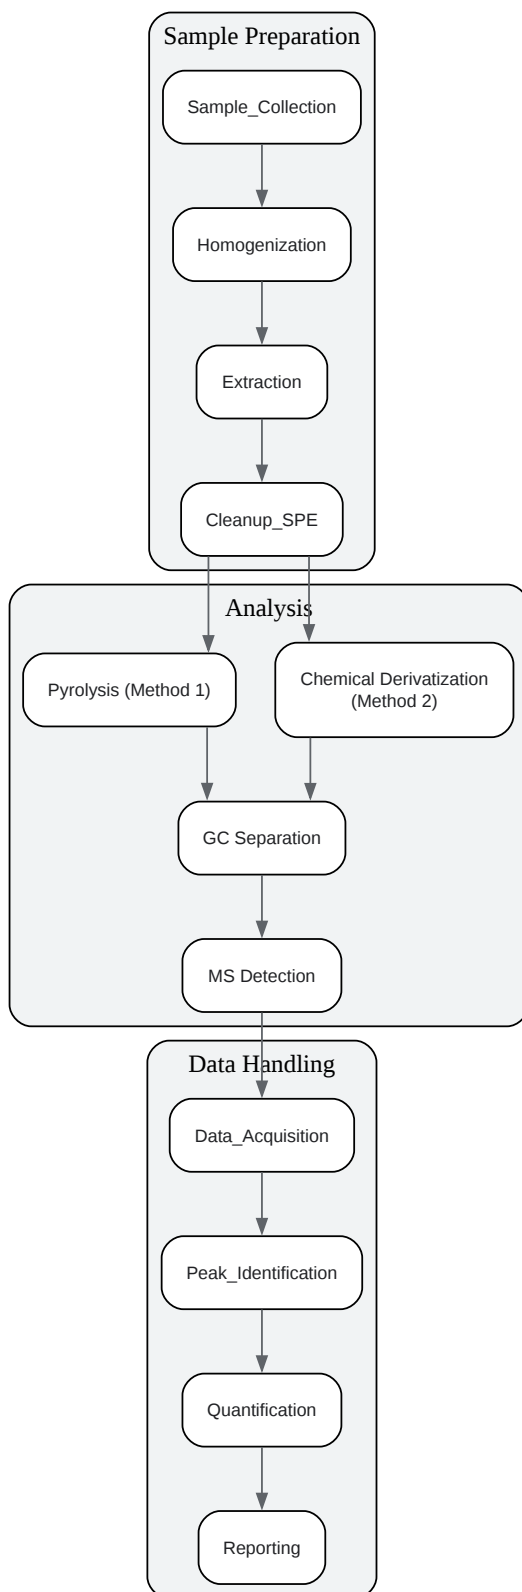 Sample Preparation
Sample_Collection
Homogenization
Extraction
Cleanup_SPE
Analysis
Pyrolysis (Method 1)
Chemical Derivatization
(Method 2)
GC Separation
MS Detection
Data Handling
Data_Acquisition
Peak_Identification
Quantification
Reporting